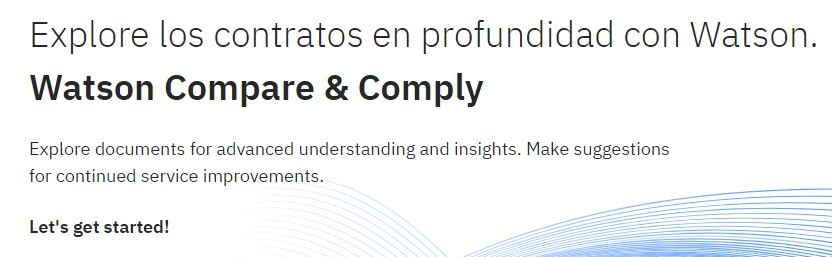 Explore los contratos en profundidad con Watson.
Watson Compare & Comply
Explore documents for advanced understanding and insights. Make suggestions
for continued service improvements.
Let's get started!